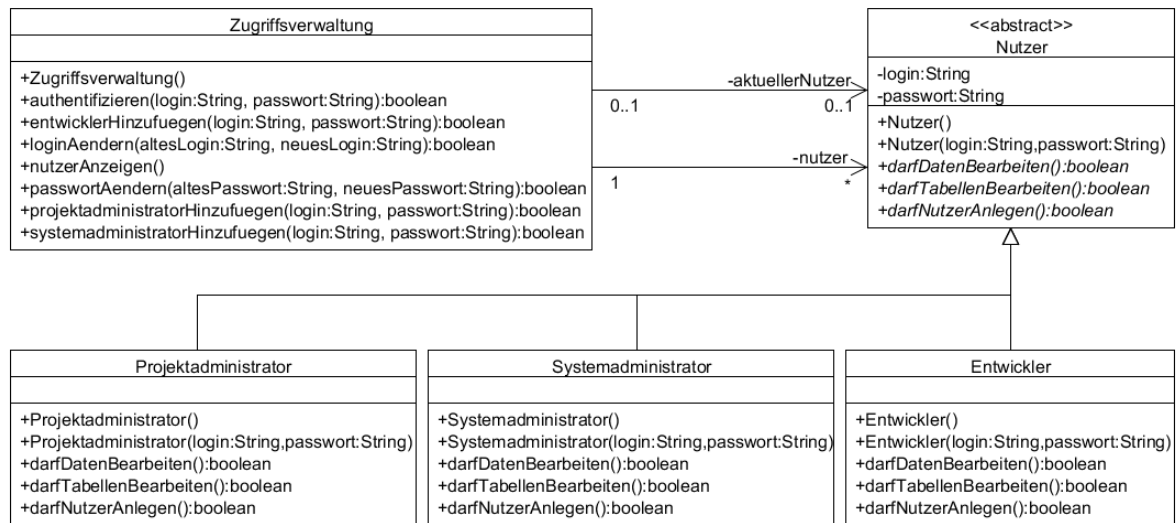 Zugriffsverwaltung
+Zugriffsverwaltung()
+authentifizieren(login:String, passwort:String):boolean
+entwicklerHinzufuegen(login:String, passwort:String):boolean
+loginAendern(altesLogin:String, neuesLogin:String):boolean
+nutzerAnzeigen()
+passwortAendern(altesPasswort:String, neuesPasswort:String):boolean
+projektadministratorHinzufuegen(login:String, passwort:String):boolean
+systemadministratorHinzufuegen(login:String, passwort:String):boolean
-aktuellerNutzer
0..1
0..1
-nutzer
1
*
<<abstract>>
Nutzer
-login:String
-passwort:String
+Nutzer()
+Nutzer(login:String,passwort:String)
+darfDatenBearbeiten():boolean
+darfTabellenBearbeiten():boolean
+darfNutzerAnlegen():boolean
Projektadministrator
+Projektadministrator()
+Projektadministrator(login:String,passwort:String)
+darfDatenBearbeiten():boolean
+darfTabellenBearbeiten():boolean
+darfNutzerAnlegen():boolean
Systemadministrator
+Systemadministrator()
+Systemadministrator(login:String,passwort:String)
+darfDatenBearbeiten():boolean
+darfTabellenBearbeiten():boolean
+darfNutzerAnlegen():boolean
Entwickler
+Entwickler()
+Entwickler(login:String,passwort:String)
+darfDatenBearbeiten():boolean
+darfTabellenBearbeiten():boolean
+darfNutzerAnlegen():boolean